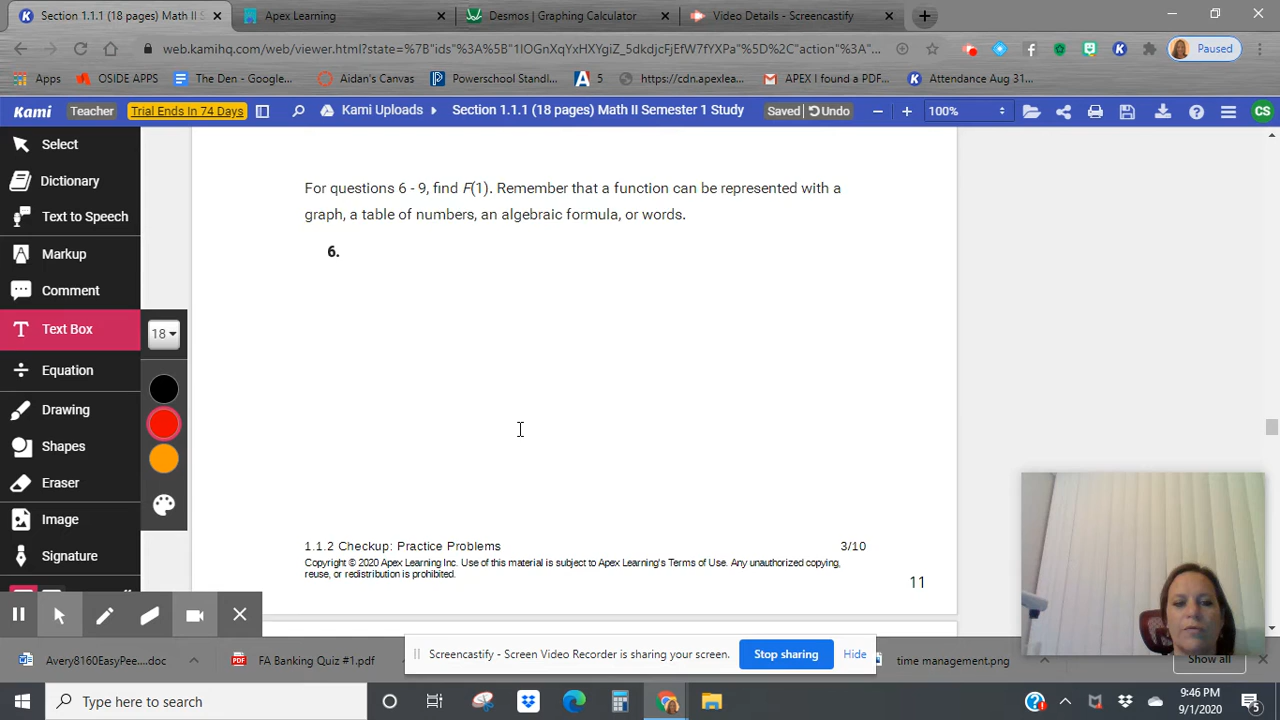 Section 1.1.1 (18 pages) Math II S
Apex Learning
Desmos | Graphing Calculator
Video Details - Screencastify
web.kamihq.com/web/viewer.html?state=%7B"ids"%3A%5B"1IOGnXqYxHXYgiZ_5dkdjcFjEfW7fYXPa"%5D%2C"action"%3A"...
Paused
Apps
OSIDE APPS
The Den - Google...
Aidan's Canvas
Powerschool Standl...
5
https://cdn.apexlea...
APEX I found a PDF...
Attendance Aug 31...
Kami
Teacher
Trial Ends In 74 Days
Kami Uploads
Section 1.1.1 (18 pages) Math II Semester 1 Study
Saved
Undo
100%
CS
Select
Dictionary
Text to Speech
Markup
Comment
Text Box
Equation
Drawing
Shapes
Eraser
Image
Signature
18
For questions 6 - 9, find F(1). Remember that a function can be represented with a
graph, a table of numbers, an algebraic formula, or words.
6.
1.1.2 Checkup: Practice Problems
3/10
Copyright © 2020 Apex Learning Inc. Use of this material is subject to Apex Learning's Terms of Use. Any unauthorized copying,
reuse, or redistribution is prohibited.
11
Screencastify - Screen Video Recorder is sharing your screen.
Stop sharing
Hide
Avery8160EasyPee....doc
FA Banking Quiz #1.pdf
time management.png
Show all
Type here to search
9:46 PM
9/1/2020
5